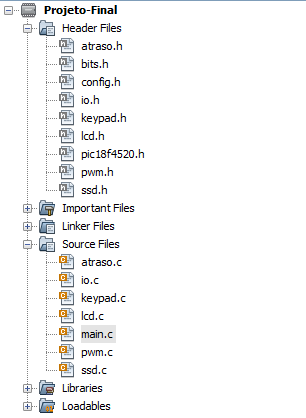 Projeto-Final
Header Files
atraso.h
bits.h
config.h
io.h
keypad.h
lcd.h
pic18f4520.h
pwm.h
ssd.h
Important Files
Linker Files
Source Files
atraso.c
io.c
keypad.c
lcd.c
main.c
pwm.c
ssd.c
Libraries
Loadables